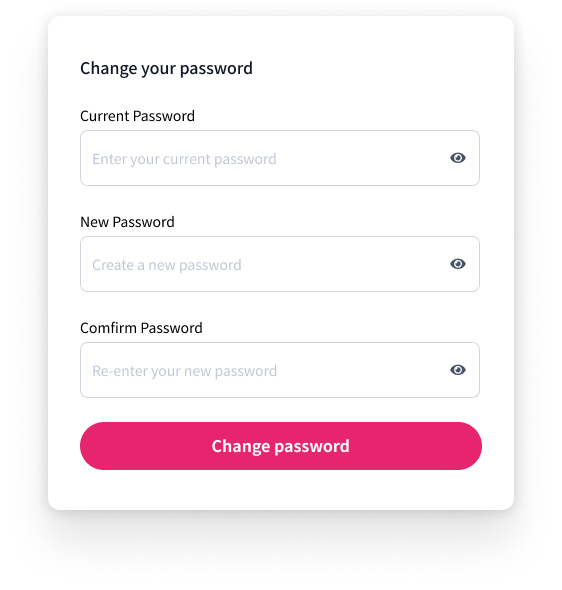 Change your password
Current Password
Enter your current password
New Password
Create a new password
Comfirm Password
Re-enter your new password
Change password